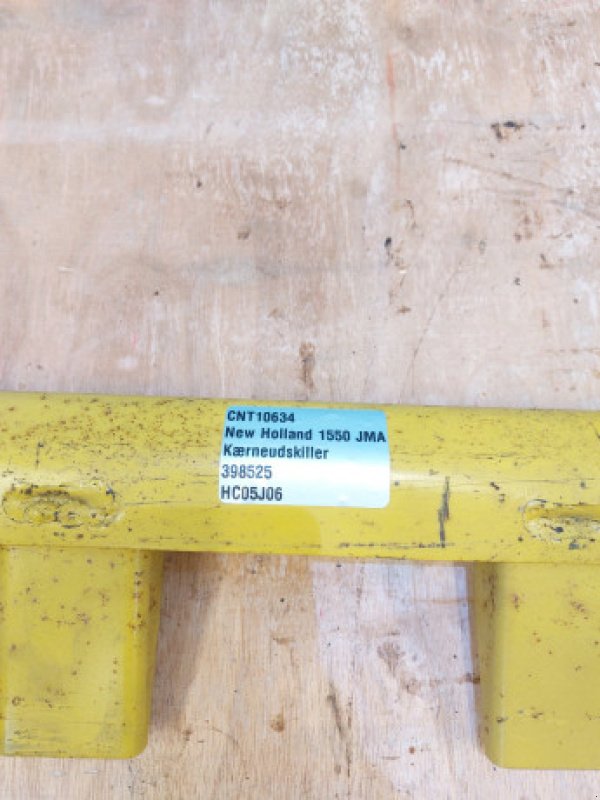 CNT10634
New Holland 1550 JMA
Kærneudskiller
398525
HC05J06